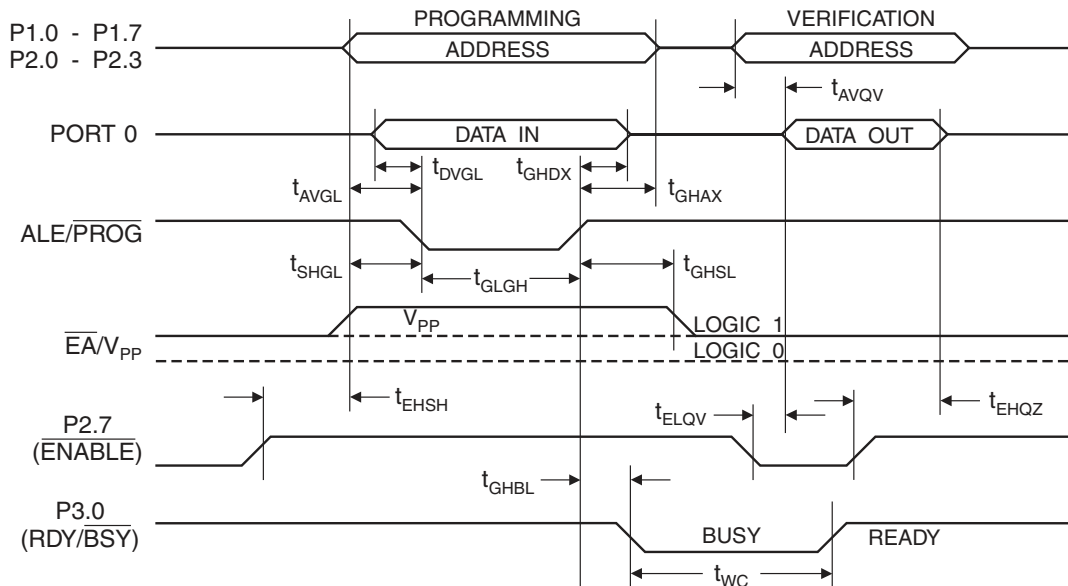 PROGRAMMING VERIFICATION
P1.0 - P1.7
P2.0 - P2.3
ADDRESS ADDRESS
tAVQV
PORT 0 DATA IN DATA OUT
tDVGL tGHDX
tAVGL tGHAX
ALE/PROG
tSHGL tGLGH tGHSL
VPP LOGIC 1
EA/VPP LOGIC 0
tEHSH tELQV tEHQZ
P2.7
(ENABLE)
tGHBL
P3.0
(RDY/BSY) BUSY READY
tWC